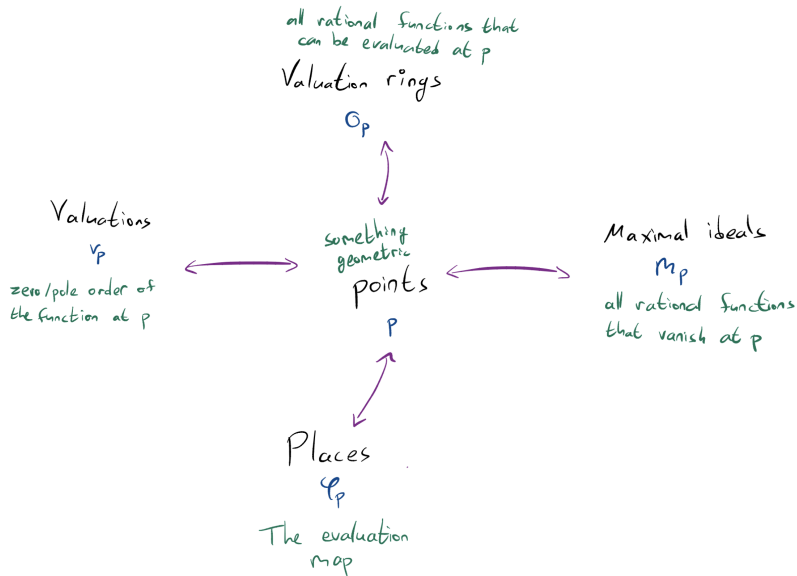 all rational functions that
can be evaluated at p
Valuation rings
O_p
Valuations
v_p
zero/pole order of
the function at p
something
geometric
points
p
Maximal ideals
m_p
all rational functions
that vanish at p
Places
φ_p
The evaluation
map